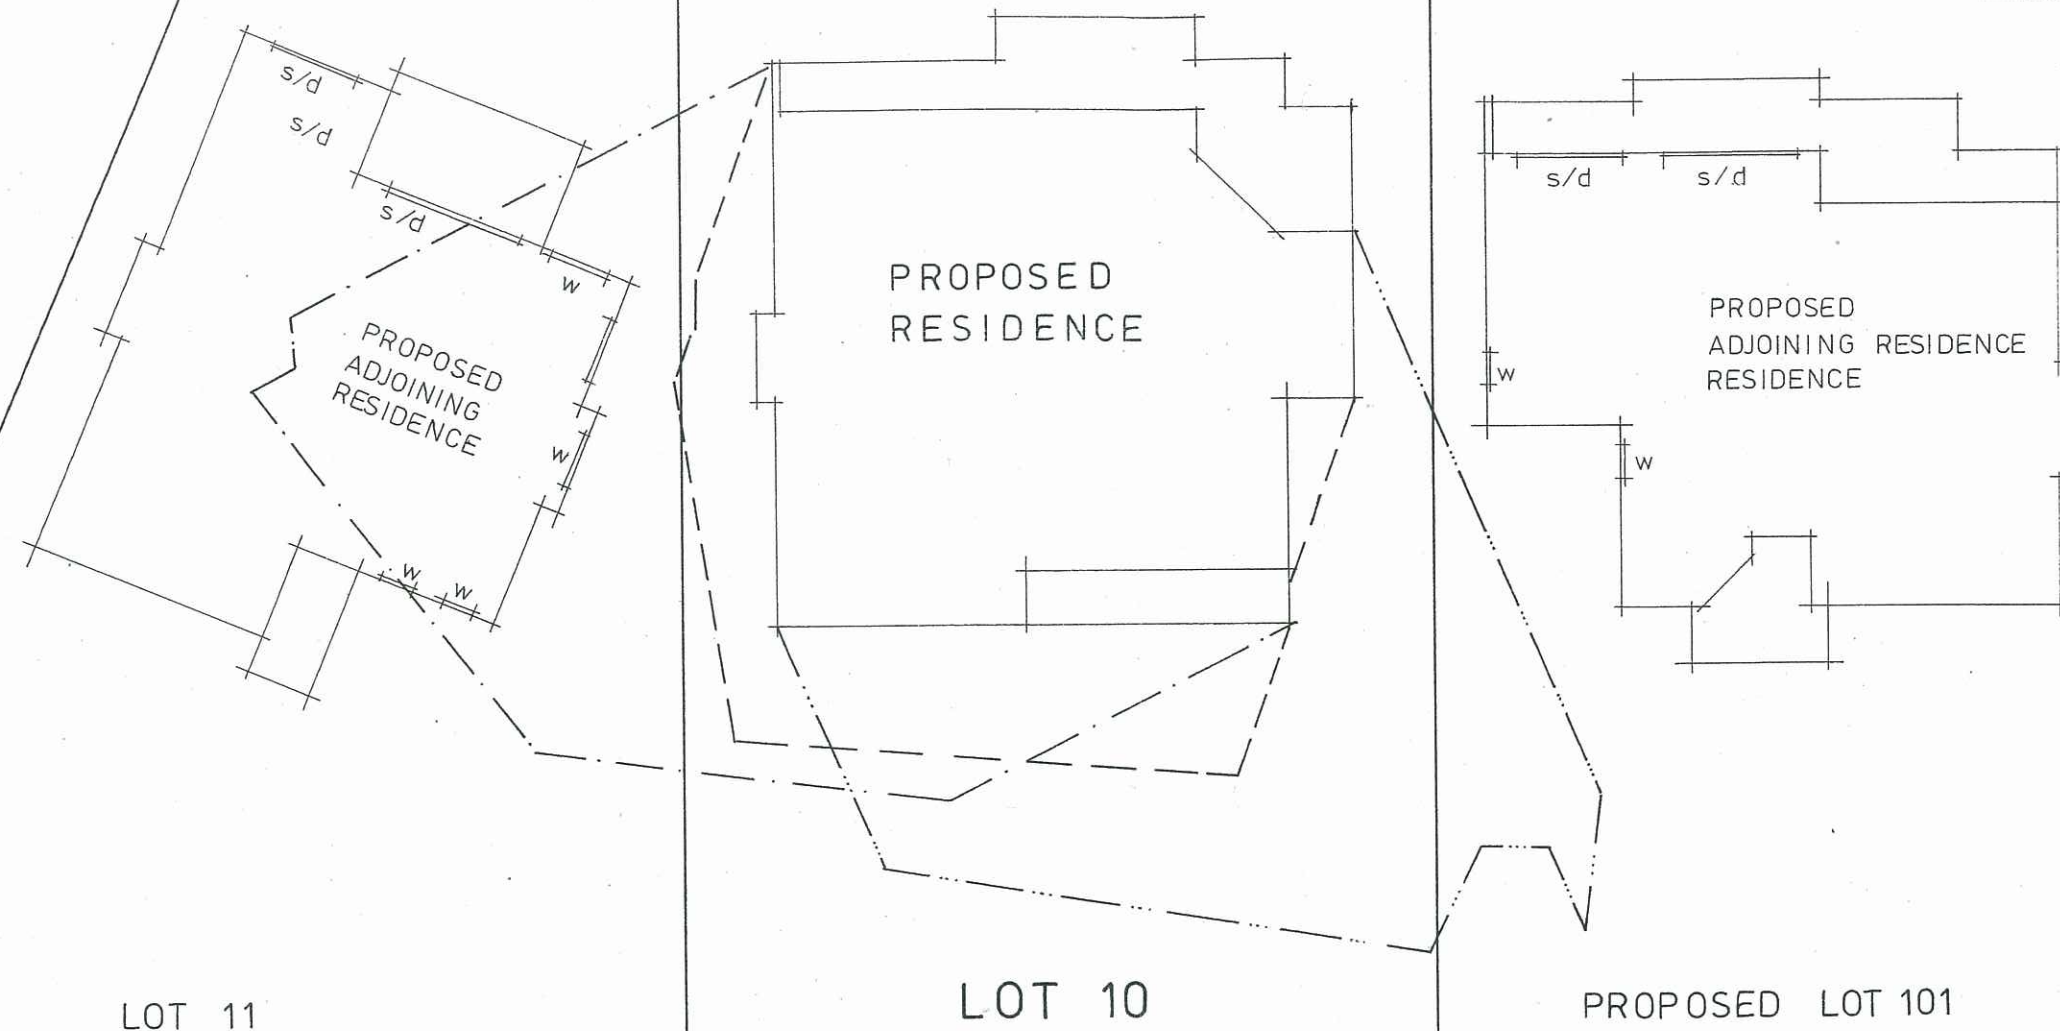 s/d
s/d
s/d
w
PROPOSED
ADJOINING
RESIDENCE
w
w
w
LOT 11
PROPOSED
RESIDENCE
LOT 10
s/d
s/d
PROPOSED
ADJOINING RESIDENCE
RESIDENCE
w
w
PROPOSED LOT 101